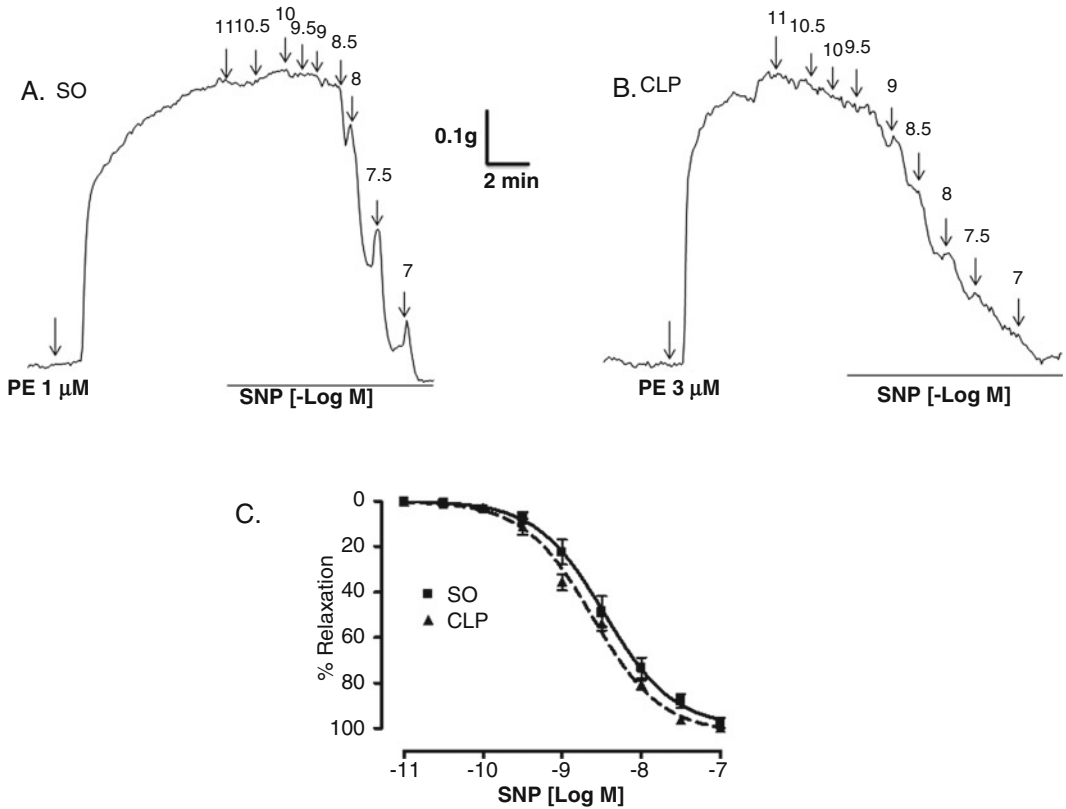 A. SO
11 10.5 10 9.5 9 8.5 8 7.5 7
PE 1 µM
SNP [-Log M]
0.1g
2 min
B. CLP
11 10.5 10 9.5 9 8.5 8 7.5 7
PE 3 µM
SNP [-Log M]
C.
% Relaxation
0
20
40
60
80
100
SO
CLP
-11 -10 -9 -8 -7
SNP [Log M]